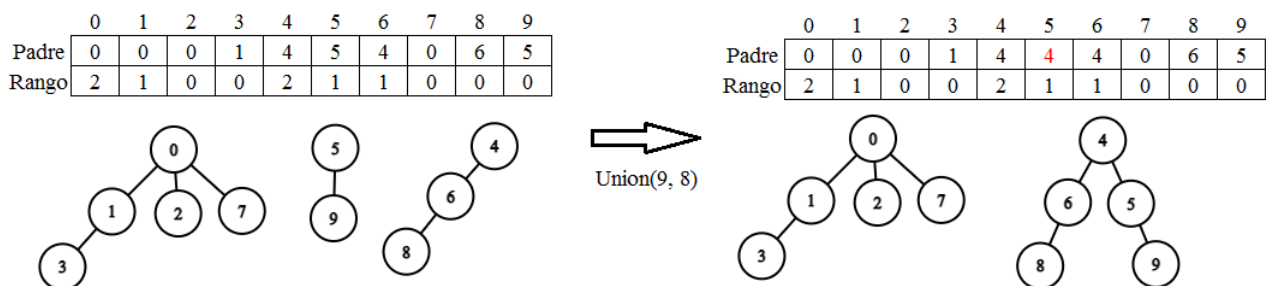 0 1 2 3 4 5 6 7 8 9
Padre 0 0 0 1 4 5 4 0 6 5
Rango 2 1 0 0 2 1 1 0 0 0
0 5 4
1 2 7 9 6
3 8
Union(9, 8)
0 1 2 3 4 5 6 7 8 9
Padre 0 0 0 1 4 4 4 0 6 5
Rango 2 1 0 0 2 1 1 0 0 0
0 4
1 2 7 6 5
3 8 9